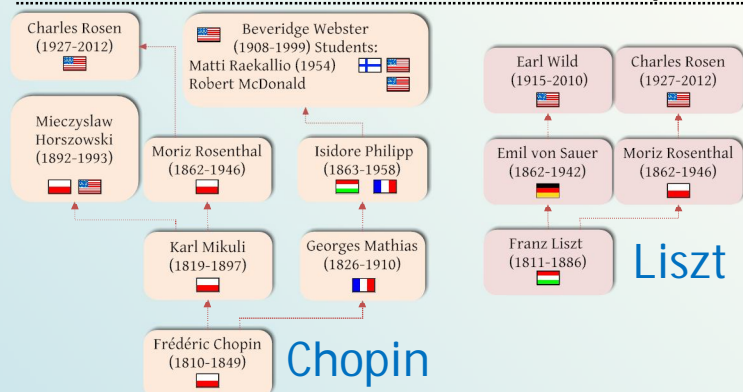 Charles Rosen
(1927-2012)
Beveridge Webster
(1908-1999) Students:
Matti Raekallio (1954)
Robert McDonald
Earl Wild
(1915-2010)
Charles Rosen
(1927-2012)
Mieczyslaw
Horszowski
(1892-1993)
Moriz Rosenthal
(1862-1946)
Isidore Philipp
(1863-1958)
Emil von Sauer
(1862-1942)
Moriz Rosenthal
(1862-1946)
Karl Mikuli
(1819-1897)
Georges Mathias
(1826-1910)
Franz Liszt
(1811-1886)
Liszt
Frédéric Chopin
(1810-1849)
Chopin